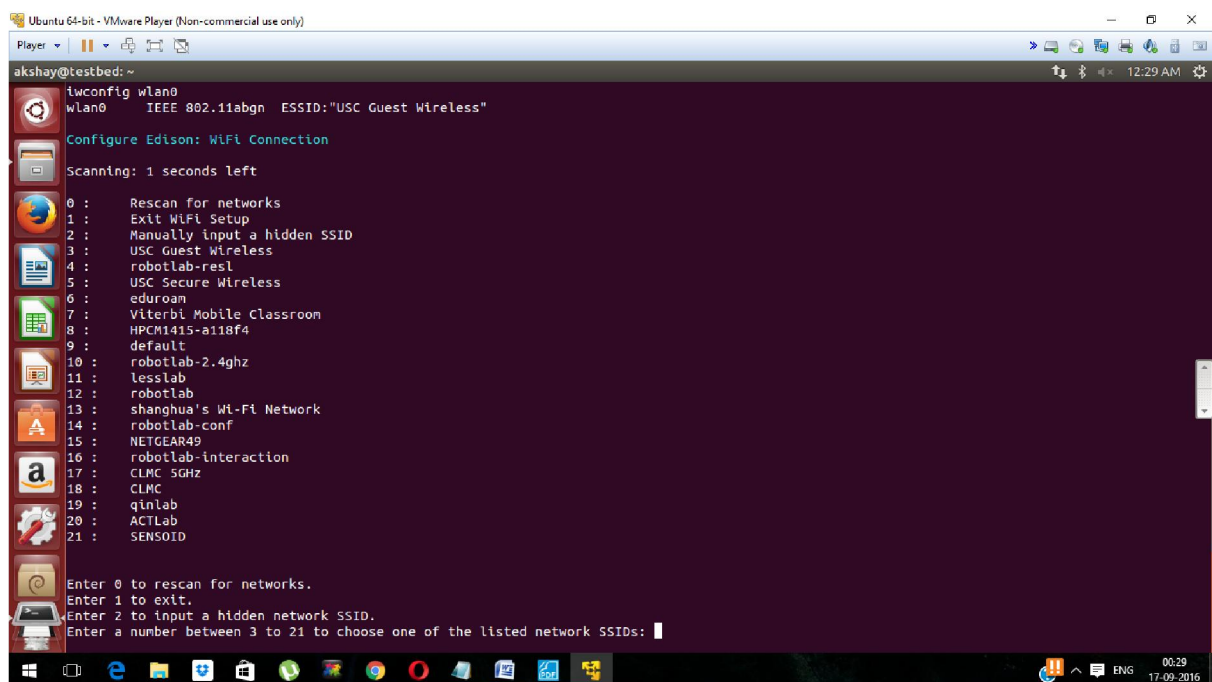 Ubuntu 64-bit - VMware Player (Non-commercial use only)
Player
akshay@testbed: ~
12:29 AM
iwconfig wlan0
wlan0 IEEE 802.11abgn ESSID:"USC Guest Wireless"
Configure Edison: WiFi Connection
Scanning: 1 seconds left
0 : Rescan for networks
1 : Exit WiFi Setup
2 : Manually input a hidden SSID
3 : USC Guest Wireless
4 : robotlab-resl
5 : USC Secure Wireless
6 : eduroam
7 : Viterbi Mobile Classroom
8 : HPCM1415-a118f4
9 : default
10 : robotlab-2.4ghz
11 : lesslab
12 : robotlab
13 : shanghua's Wi-Fi Network
14 : robotlab-conf
15 : NETGEAR49
16 : robotlab-interaction
17 : CLMC 5GHz
18 : CLMC
19 : qinlab
20 : ACTLab
21 : SENSOID
Enter 0 to rescan for networks.
Enter 1 to exit.
Enter 2 to input a hidden network SSID.
Enter a number between 3 to 21 to choose one of the listed network SSIDs:
ENG
00:29
17-09-2016